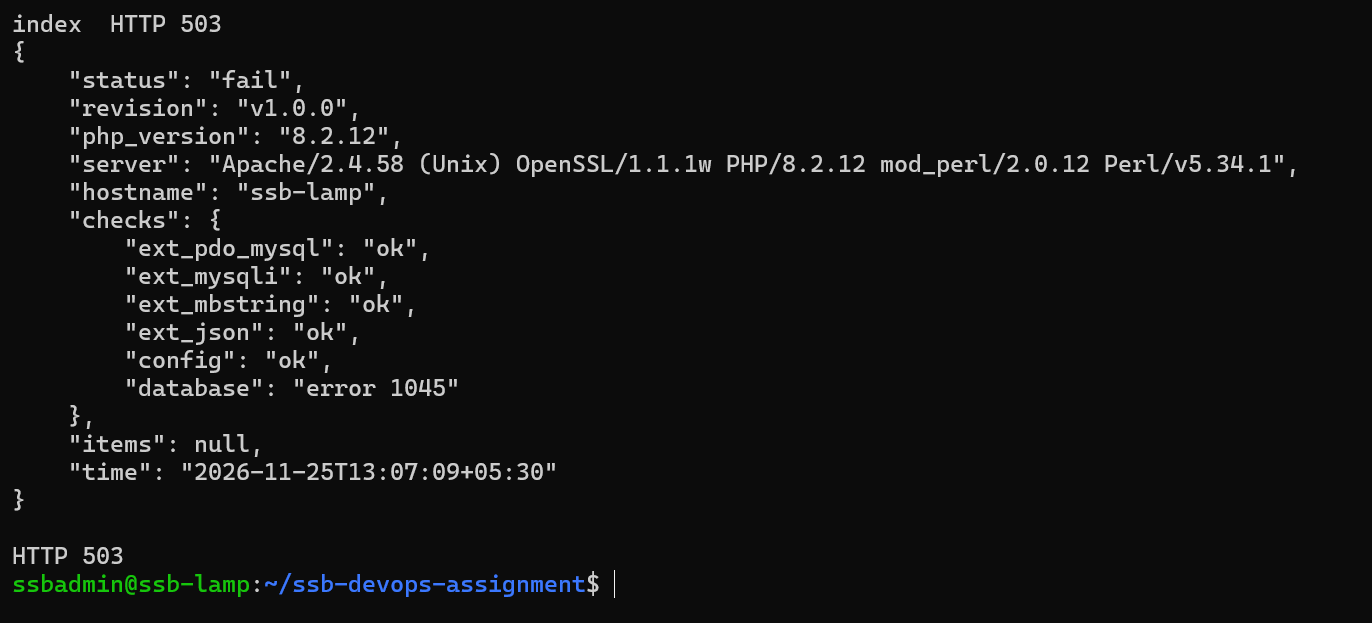 index  HTTP 503
{
    "status": "fail",
    "revision": "v1.0.0",
    "php_version": "8.2.12",
    "server": "Apache/2.4.58 (Unix) OpenSSL/1.1.1w PHP/8.2.12 mod_perl/2.0.12 Perl/v5.34.1",
    "hostname": "ssb-lamp",
    "checks": {
        "ext_pdo_mysql": "ok",
        "ext_mysqli": "ok",
        "ext_mbstring": "ok",
        "ext_json": "ok",
        "config": "ok",
        "database": "error 1045"
    },
    "items": null,
    "time": "2026-11-25T13:07:09+05:30"
}

HTTP 503
ssbadmin@ssb-lamp:~/ssb-devops-assignment$